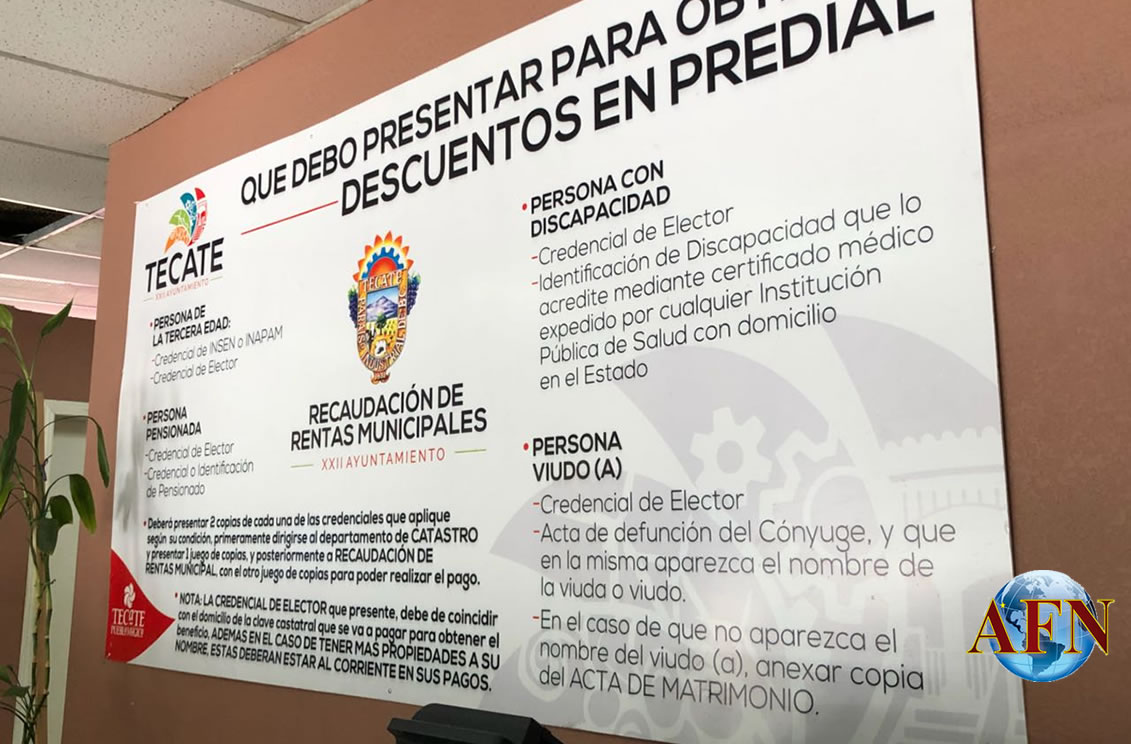 QUE DEBO PRESENTAR PARA
DESCUENTOS EN PREDIAL
TECATE
XXII AYUNTAMIENTO
• PERSONA DE
LA TERCERA EDAD:
-Credencial de INSEN o INAPAM
-Credencial de Elector
• PERSONA
PENSIONADA
-Credencial de Elector
-Credencial o Identificación
de Pensionado
TECATE
RECAUDACIÓN DE
RENTAS MUNICIPALES
XXII AYUNTAMIENTO
• Deberá presentar 2 copias de cada una de las credenciales que aplique
según su condición, primeramente dirigirse al departamento de CATASTRO
y presentar 1 juego de copias, y posteriormente a RECAUDACIÓN DE
RENTAS MUNICIPAL, con el otro juego de copias para poder realizar el pago.
• NOTA: LA CREDENCIAL DE ELECTOR que presente, debe de coincidir
con el domicilio de la clave castatral que se va a pagar para obtener el
beneficio, ADEMAS EN EL CASO DE TENER MAS PROPIEDADES A SU
NOMBRE, ESTAS DEBERAN ESTAR AL CORRIENTE EN SUS PAGOS.
TECATE
PUEBLO MÁGICO
• PERSONA CON
DISCAPACIDAD
-Credencial de Elector
-Identificación de Discapacidad que lo
acredite mediante certificado médico
expedido por cualquier Institución
Pública de Salud con domicilio
en el Estado
• PERSONA
VIUDO (A)
-Credencial de Elector
-Acta de defunción del Cónyuge, y que
en la misma aparezca el nombre de
la viuda o viudo.
-En el caso de que no aparezca el
nombre del viudo (a), anexar copia
del ACTA DE MATRIMONIO.
AFN